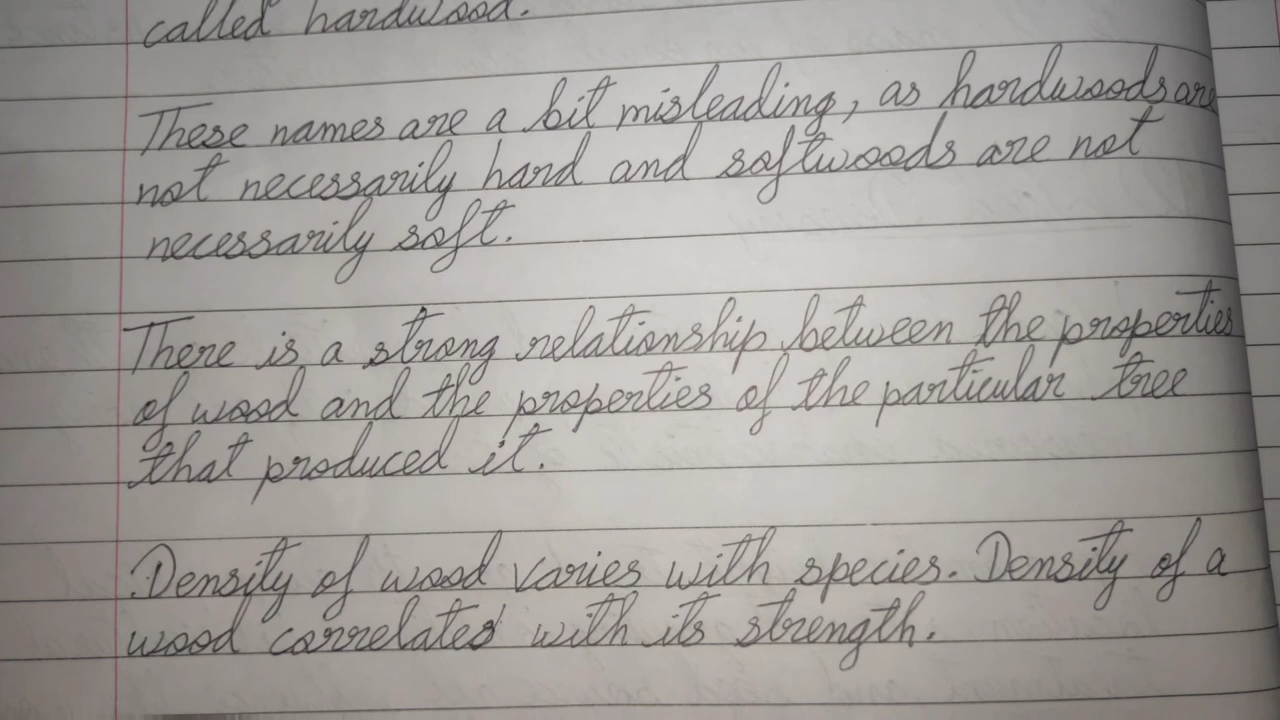 called hardwood.
These names are a bit misleading, as hardwoods are
not necessarily hard and softwoods are not
necessarily soft.
There is a strong relationship between the properties
of wood and the properties of the particular tree
that produced it.
Density of wood varies with species. Density of a
wood correlates with its strength.